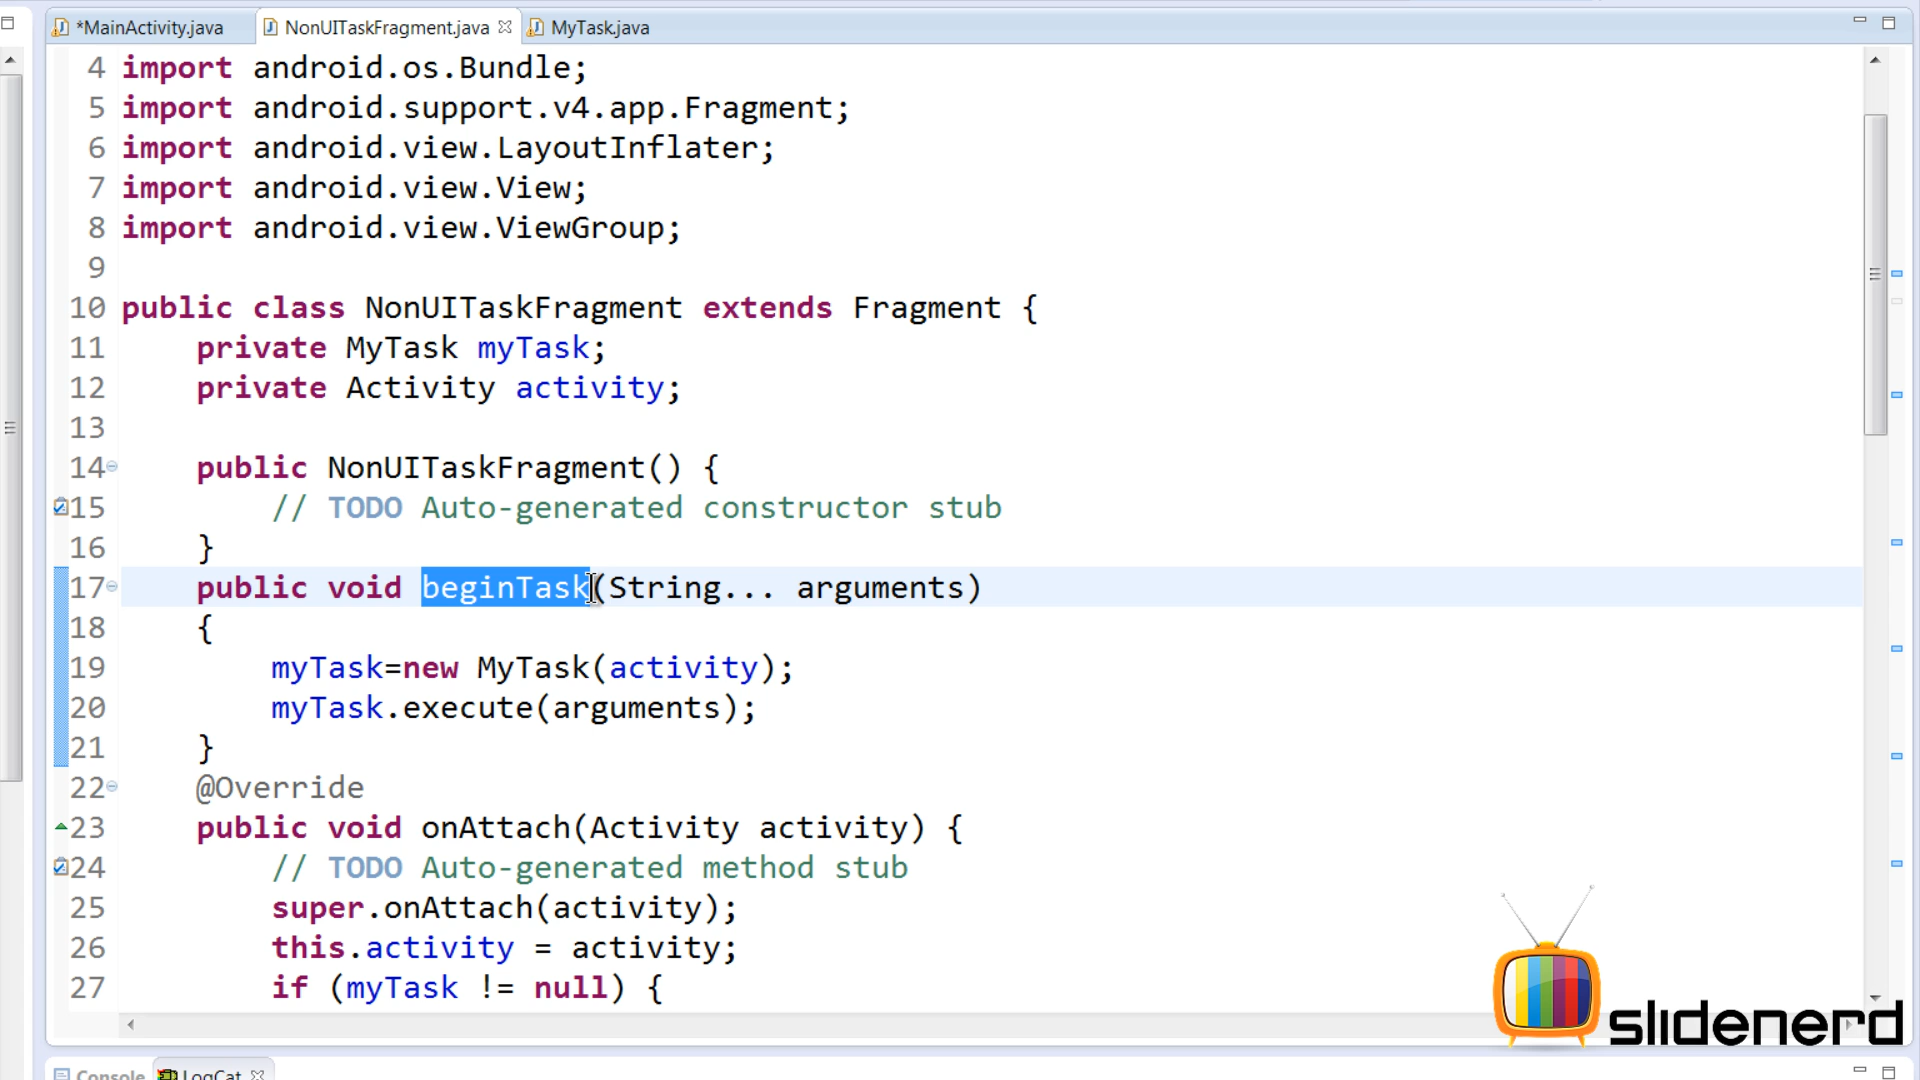 *MainActivity.java NonUITaskFragment.java MyTask.java
4 import android.os.Bundle;
5 import android.support.v4.app.Fragment;
6 import android.view.LayoutInflater;
7 import android.view.View;
8 import android.view.ViewGroup;
9
10 public class NonUITaskFragment extends Fragment {
11 private MyTask myTask;
12 private Activity activity;
13
14 public NonUITaskFragment() {
15 // TODO Auto-generated constructor stub
16 }
17 public void beginTask(String... arguments)
18 {
19 myTask=new MyTask(activity);
20 myTask.execute(arguments);
21 }
22 @Override
23 public void onAttach(Activity activity) {
24 // TODO Auto-generated method stub
25 super.onAttach(activity);
26 this.activity = activity;
27 if (myTask != null) {
slidenerd
Console LogCat